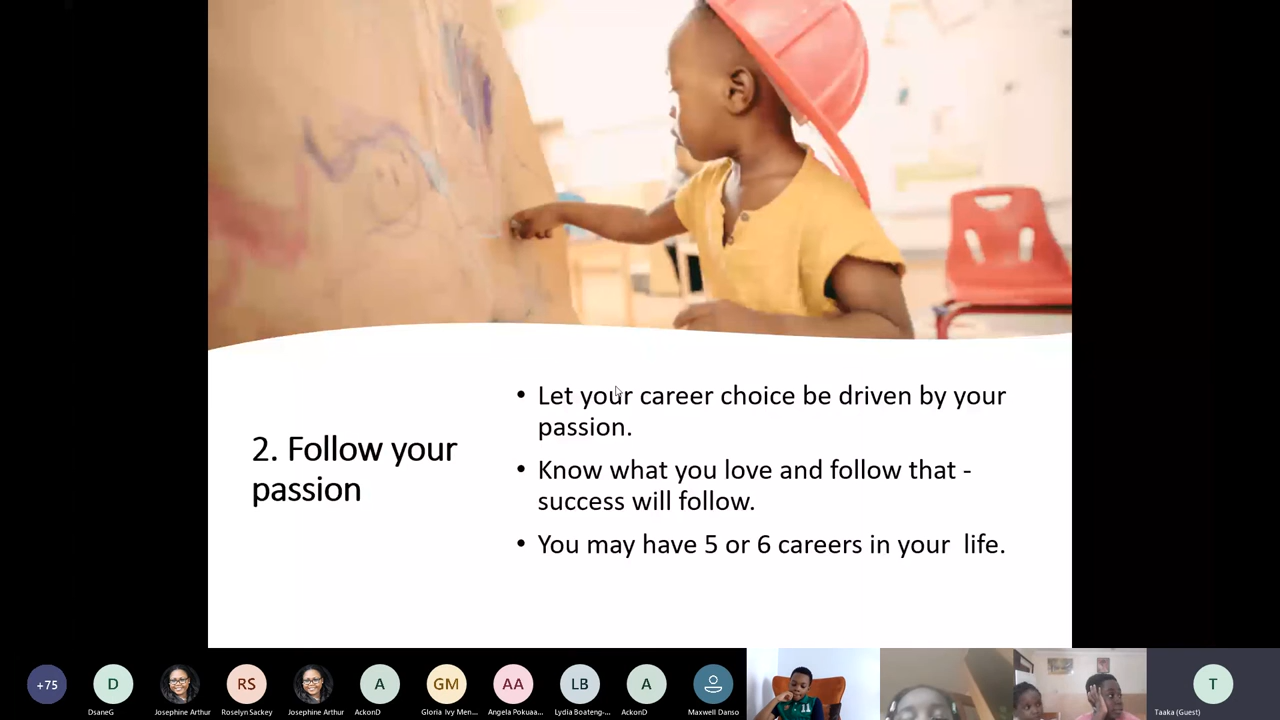 2. Follow your
passion
• Let your career choice be driven by your
passion.
• Know what you love and follow that -
success will follow.
• You may have 5 or 6 careers in your  life.
+75
D
RS
A
GM
AA
LB
A
T
DsaneG
Josephine Arthur
Roselyn Sackey
Josephine Arthur
AckonD
Gloria Ivy Men...
Angela Pokuaa...
Lydia Boateng-...
AckonD
Maxwell Danso
Taaka (Guest)
11